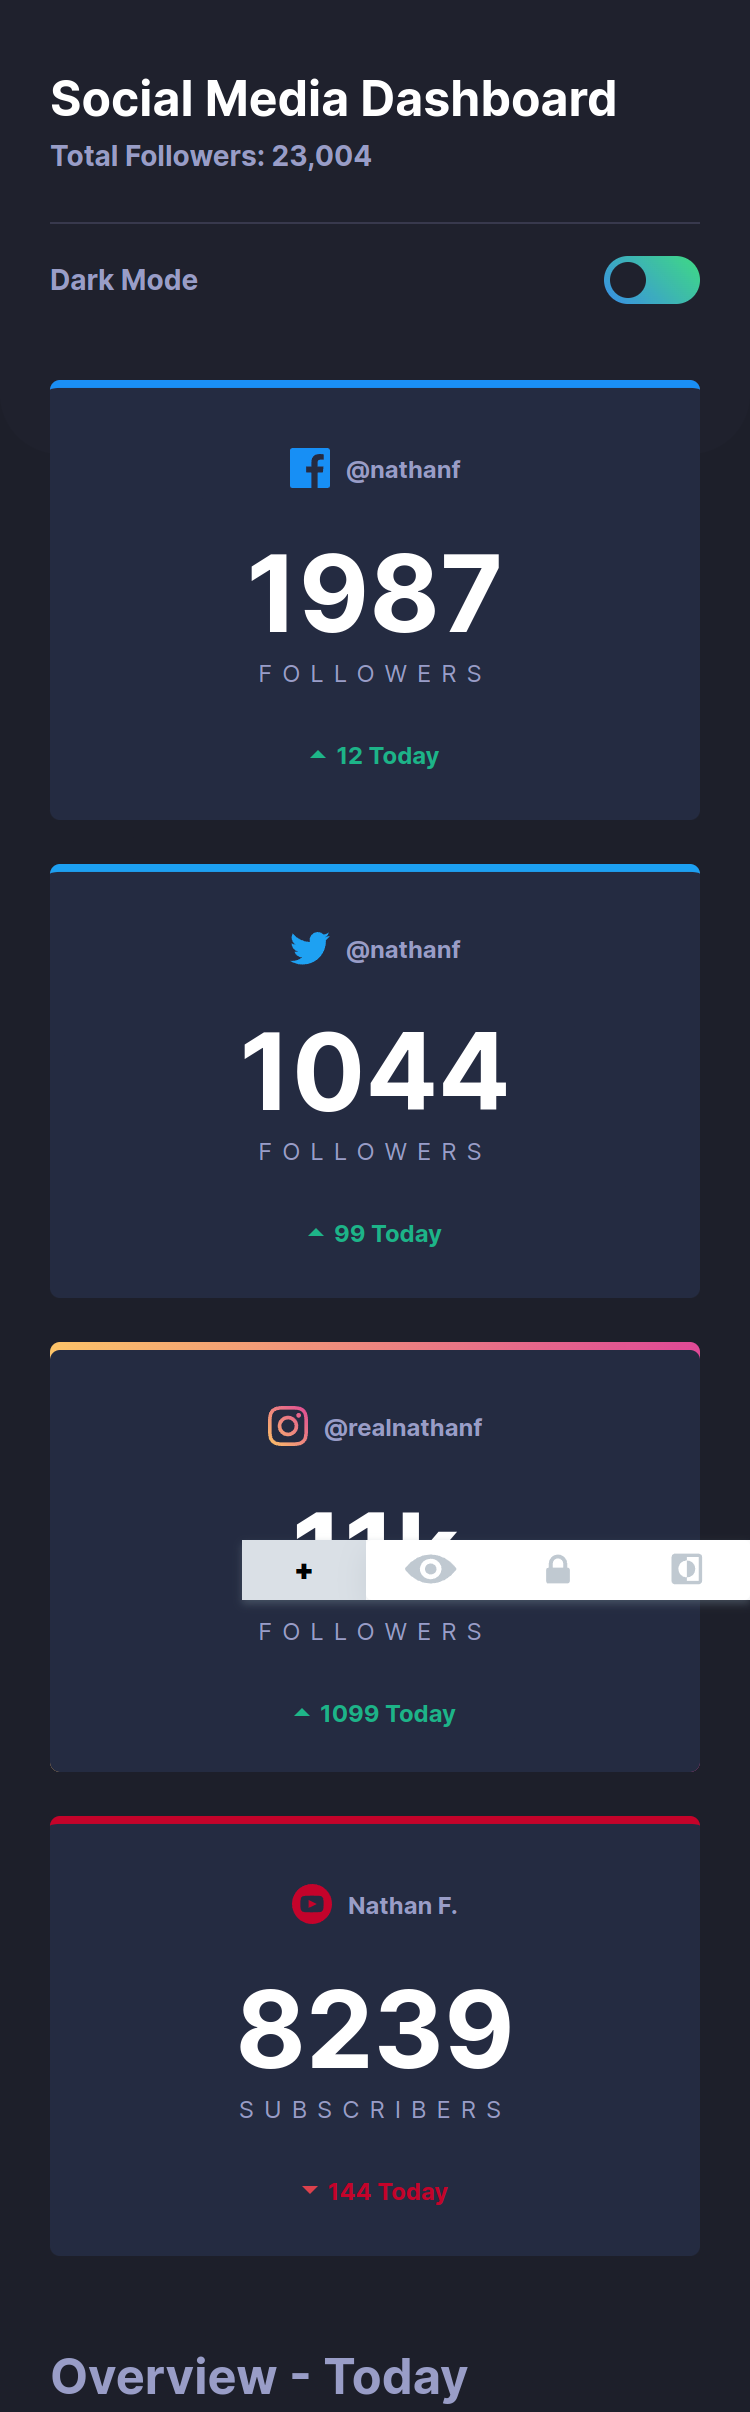 Social Media Dashboard
Total Followers: 23,004
Dark Mode
@nathanf
1987
FOLLOWERS
12 Today
@nathanf
1044
FOLLOWERS
99 Today
@realnathanf
11k
+
FOLLOWERS
1099 Today
Nathan F.
8239
SUBSCRIBERS
144 Today
Overview - Today